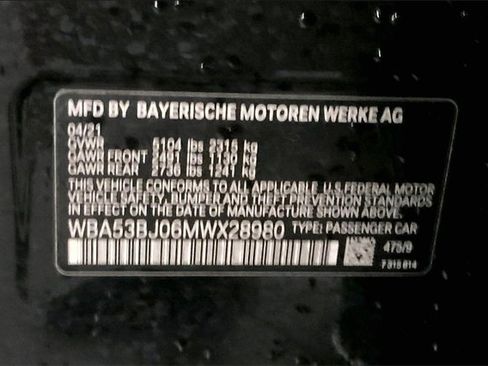 MFD BY BAYERISCHE MOTOREN WERKE AG
04/21
GVWR 5104 lbs 2315 kg
GAWR FRONT 2491 lbs 1130 kg
GAWR REAR 2736 lbs 1241 kg
THIS VEHICLE CONFORMS TO ALL APPLICABLE U.S. FEDERAL MOTOR
VEHICLE SAFETY, BUMPER AND THEFT PREVENTION STANDARDS
IN EFFECT ON THE DATE OF MANUFACTURE SHOWN ABOVE
WBA53BJ06MWX28980 TYPE: PASSENGER CAR
475/9
7 315 614